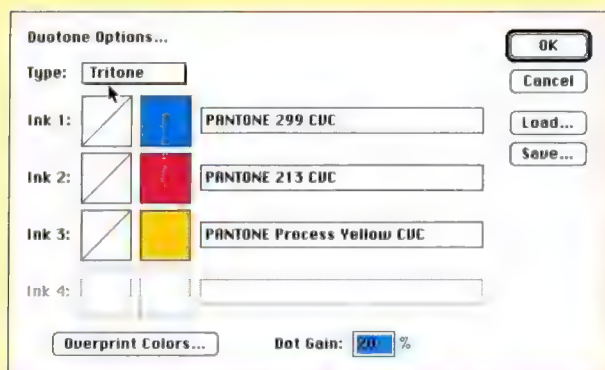 Duotone Options...
Type: Tritone
OK
Cancel
Ink 1: PANTONE 299 CVC
Load...
Save...
Ink 2: PANTONE 213 CVC
Ink 3: PANTONE Process Yellow CVC
Ink 4:
Overprint Colors...
Dot Gain: 20 %